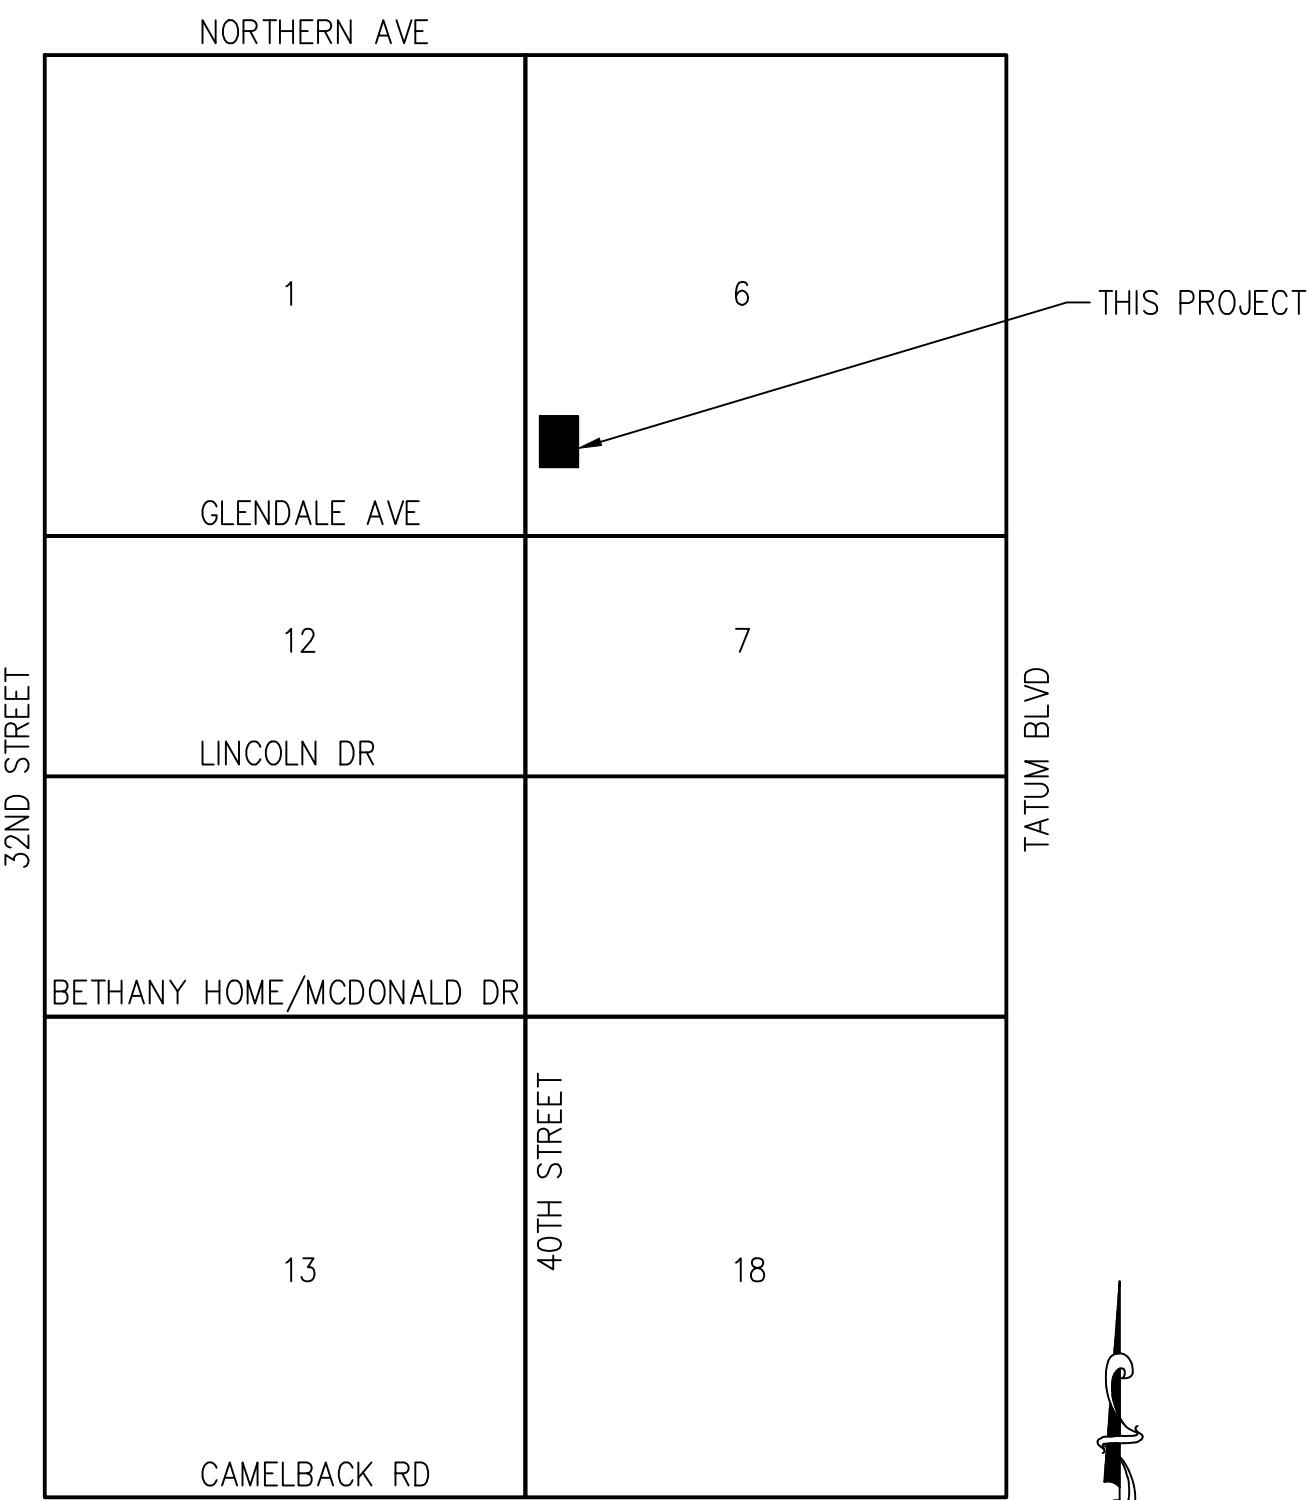 NORTHERN AVE
1
6
THIS PROJECT
GLENDALE AVE
12
7
32ND STREET
TATUM BLVD
LINCOLN DR
BETHANY HOME/MCDONALD DR
40TH STREET
13
18
CAMELBACK RD